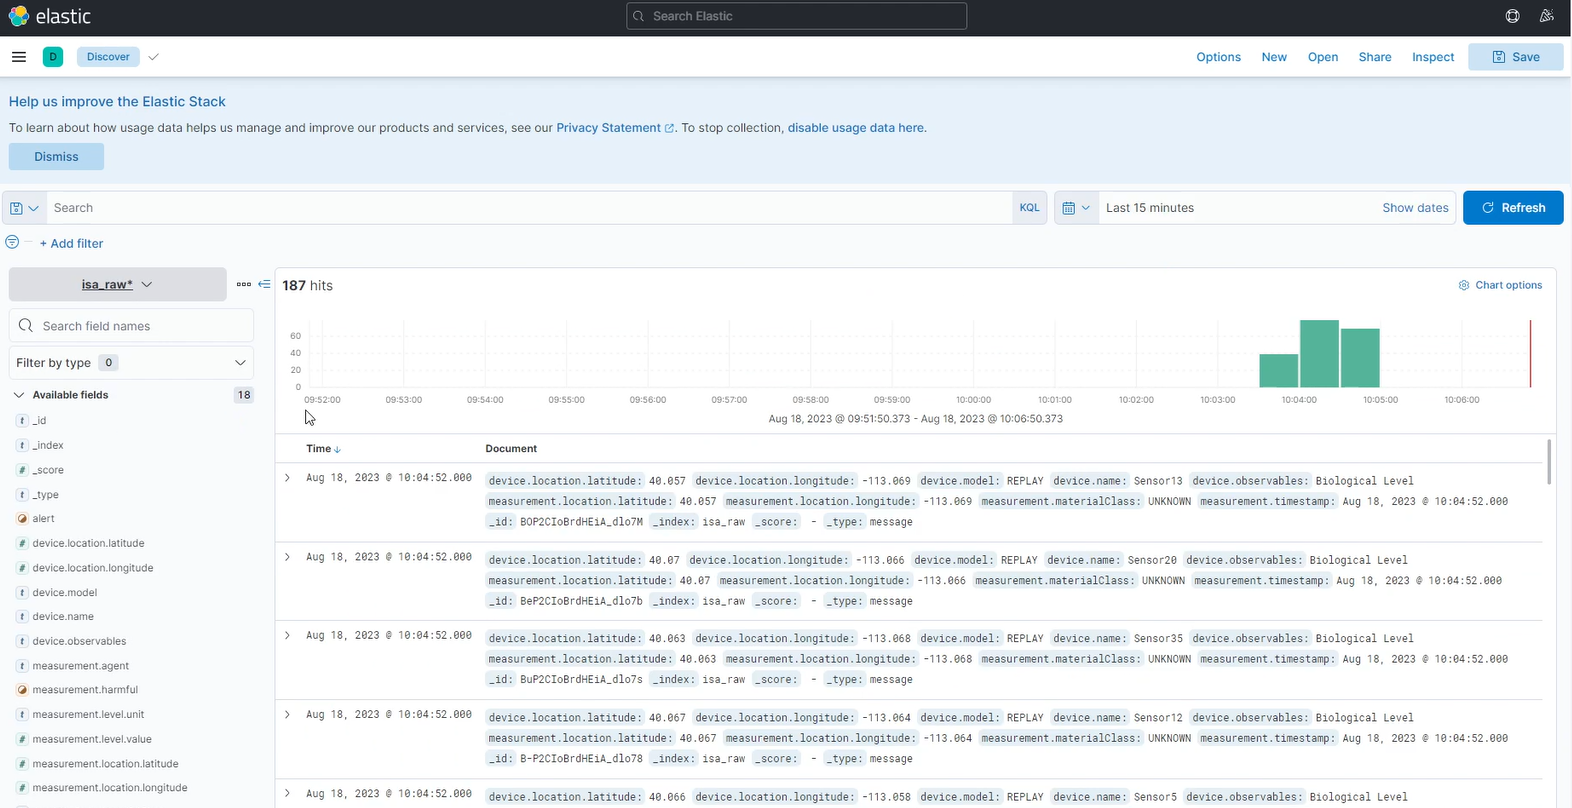 elastic
Search Elastic
D
Discover
Options
New
Open
Share
Inspect
Save
Help us improve the Elastic Stack
To learn about how usage data helps us manage and improve our products and services, see our Privacy Statement. To stop collection, disable usage data here.
Dismiss
Search
KQL
Last 15 minutes
Show dates
Refresh
+ Add filter
isa_raw*
187 hits
Chart options
Search field names
Filter by type 0
Available fields 18
_id
_index
_score
_type
alert
device.location.latitude
device.location.longitude
device.model
device.name
device.observables
measurement.agent
measurement.harmful
measurement.level.unit
measurement.level.value
measurement.location.latitude
measurement.location.longitude
60
40
20
0
09:52:00 09:53:00 09:54:00 09:55:00 09:56:00 09:57:00 09:58:00 09:59:00 10:00:00 10:01:00 10:02:00 10:03:00 10:04:00 10:05:00 10:06:00
Aug 18, 2023 @ 09:51:50.373 - Aug 18, 2023 @ 10:06:50.373
Time Document
Aug 18, 2023 @ 10:04:52.000 device.location.latitude: 40.057 device.location.longitude: -113.069 device.model: REPLAY device.name: Sensor13 device.observables: Biological Level
measurement.location.latitude: 40.057 measurement.location.longitude: -113.069 measurement.materialClass: UNKNOWN measurement.timestamp: Aug 18, 2023 @ 10:04:52.000
_id: BOP2CIoBrdHEiA_dlo7M _index: isa_raw _score: - _type: message
Aug 18, 2023 @ 10:04:52.000 device.location.latitude: 40.07 device.location.longitude: -113.066 device.model: REPLAY device.name: Sensor20 device.observables: Biological Level
measurement.location.latitude: 40.07 measurement.location.longitude: -113.066 measurement.materialClass: UNKNOWN measurement.timestamp: Aug 18, 2023 @ 10:04:52.000
_id: BeP2CIoBrdHEiA_dlo7b _index: isa_raw _score: - _type: message
Aug 18, 2023 @ 10:04:52.000 device.location.latitude: 40.063 device.location.longitude: -113.068 device.model: REPLAY device.name: Sensor35 device.observables: Biological Level
measurement.location.latitude: 40.063 measurement.location.longitude: -113.068 measurement.materialClass: UNKNOWN measurement.timestamp: Aug 18, 2023 @ 10:04:52.000
_id: BuP2CIoBrdHEiA_dlo7s _index: isa_raw _score: - _type: message
Aug 18, 2023 @ 10:04:52.000 device.location.latitude: 40.067 device.location.longitude: -113.064 device.model: REPLAY device.name: Sensor12 device.observables: Biological Level
measurement.location.latitude: 40.067 measurement.location.longitude: -113.064 measurement.materialClass: UNKNOWN measurement.timestamp: Aug 18, 2023 @ 10:04:52.000
_id: B-P2CIoBrdHEiA_dlo78 _index: isa_raw _score: - _type: message
Aug 18, 2023 @ 10:04:52.000 device.location.latitude: 40.066 device.location.longitude: -113.058 device.model: REPLAY device.name: Sensor5 device.observables: Biological Level